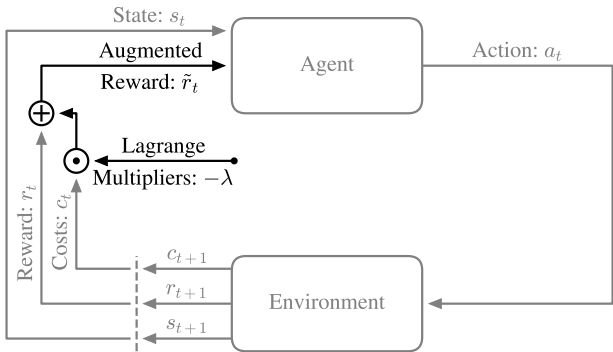 State: s_t
Augmented
Reward: r̃_t
Agent
Action: a_t
Lagrange
Multipliers: −λ
Reward: r_t
Costs: c_t
c_{t+1}
r_{t+1}
s_{t+1}
Environment